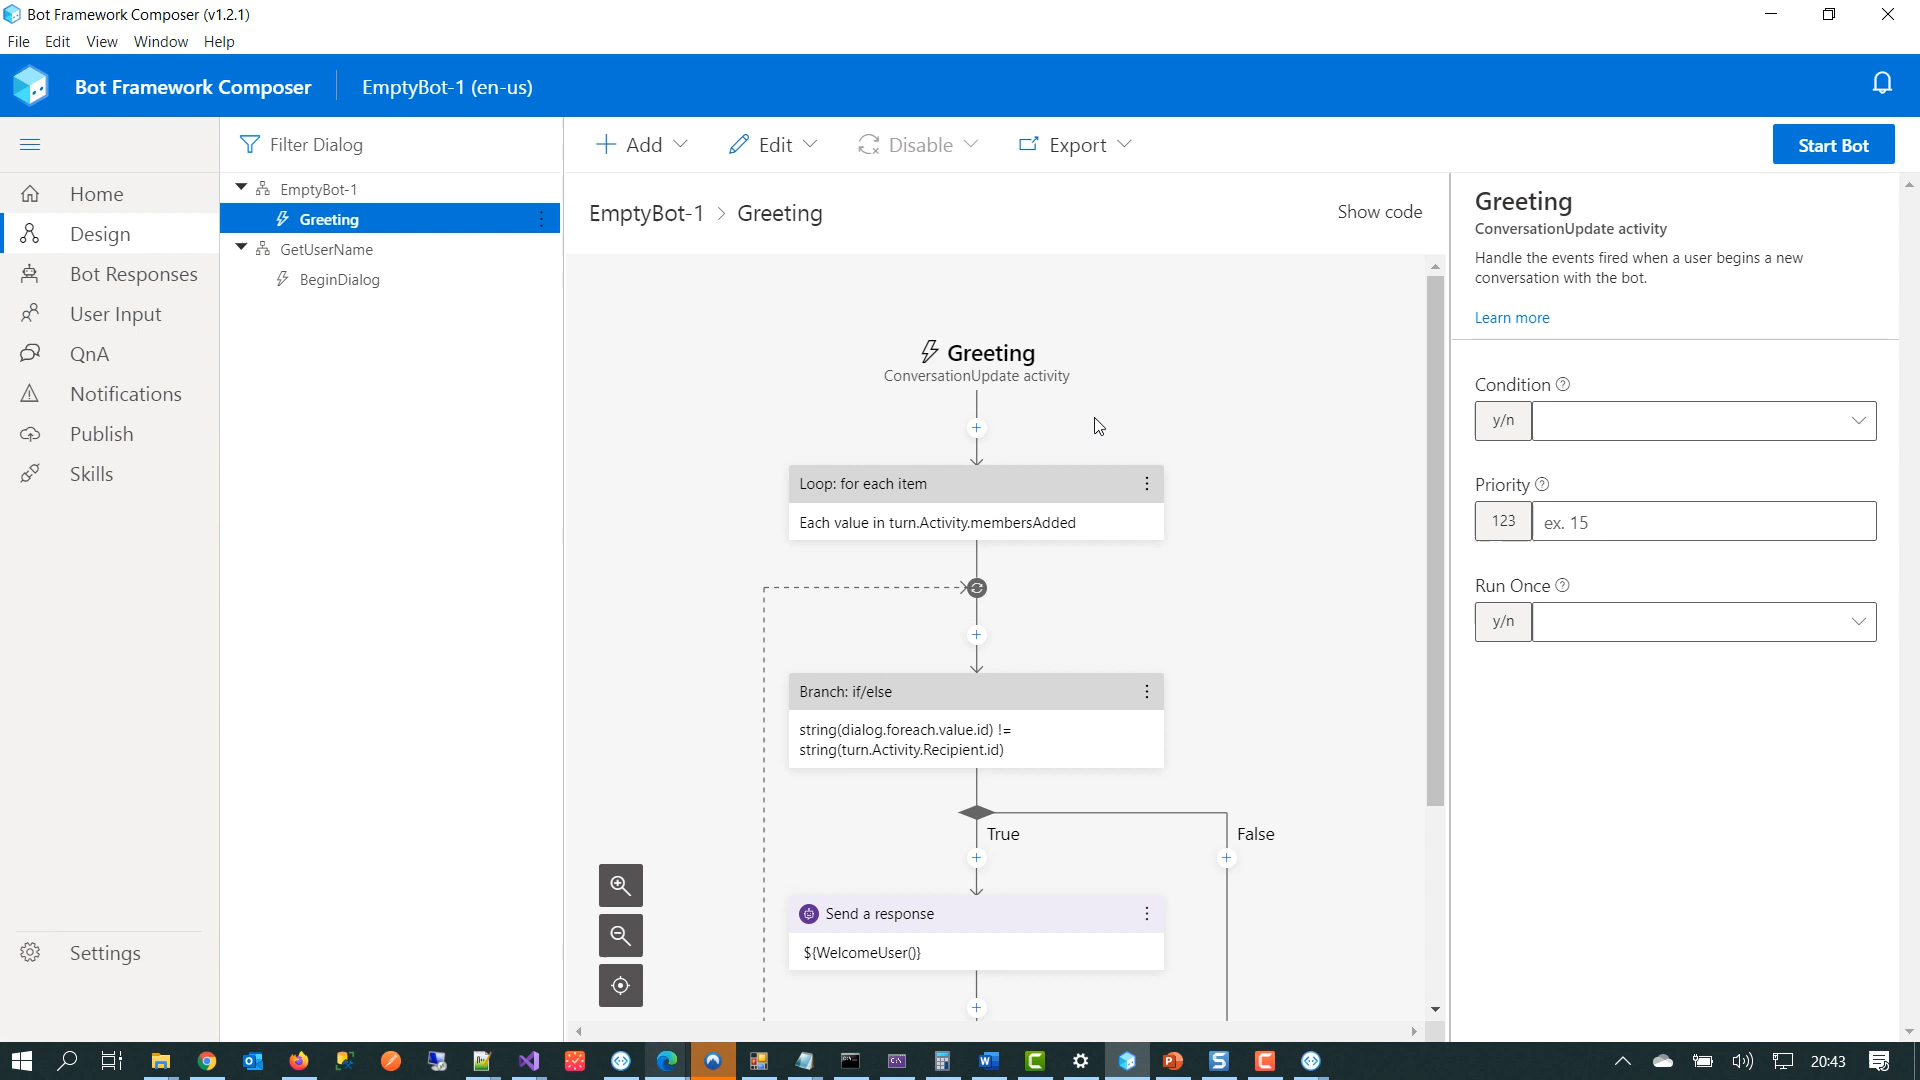 Bot Framework Composer (v1.2.1)
File Edit View Window Help
Bot Framework Composer EmptyBot-1 (en-us)
Filter Dialog
Add Edit Disable Export Start Bot
Home
Design
Bot Responses
User Input
QnA
Notifications
Publish
Skills
Settings
EmptyBot-1
Greeting
GetUserName
BeginDialog
EmptyBot-1 > Greeting Show code
Greeting
ConversationUpdate activity
Loop: for each item
Each value in turn.Activity.membersAdded
Branch: if/else
string(dialog.foreach.value.id) !=
string(turn.Activity.Recipient.id)
True False
Send a response
${WelcomeUser()}
Greeting
ConversationUpdate activity
Handle the events fired when a user begins a new
conversation with the bot.
Learn more
Condition
y/n
Priority
123 ex. 15
Run Once
y/n
20:43